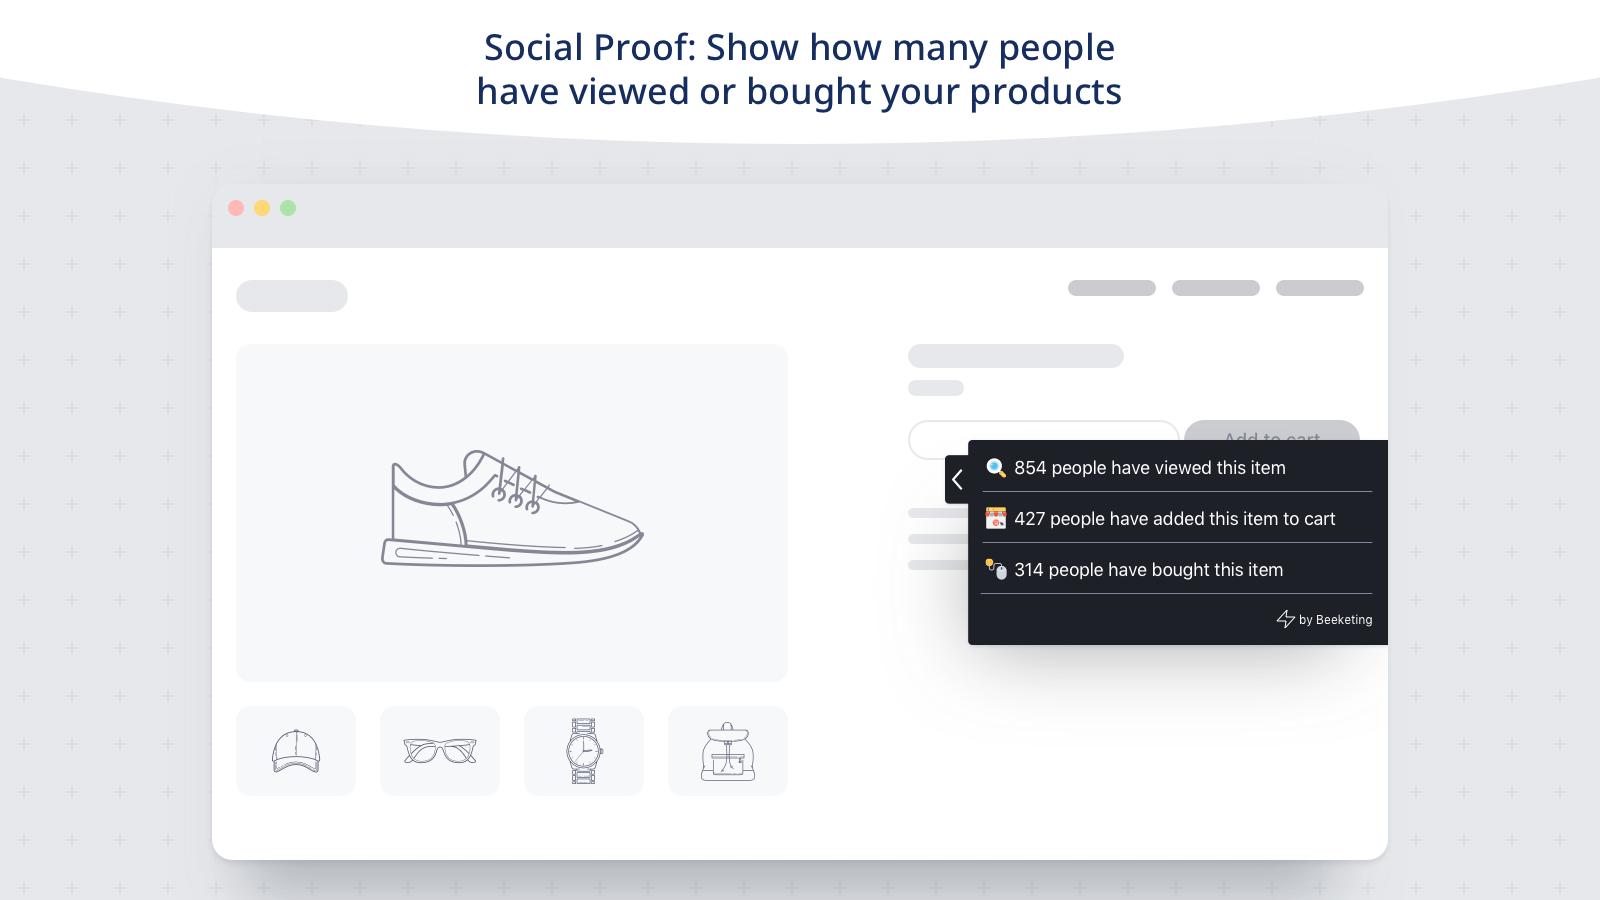 Social Proof: Show how many people
have viewed or bought your products
Add to cart
854 people have viewed this item
427 people have added this item to cart
314 people have bought this item
by Beeketing